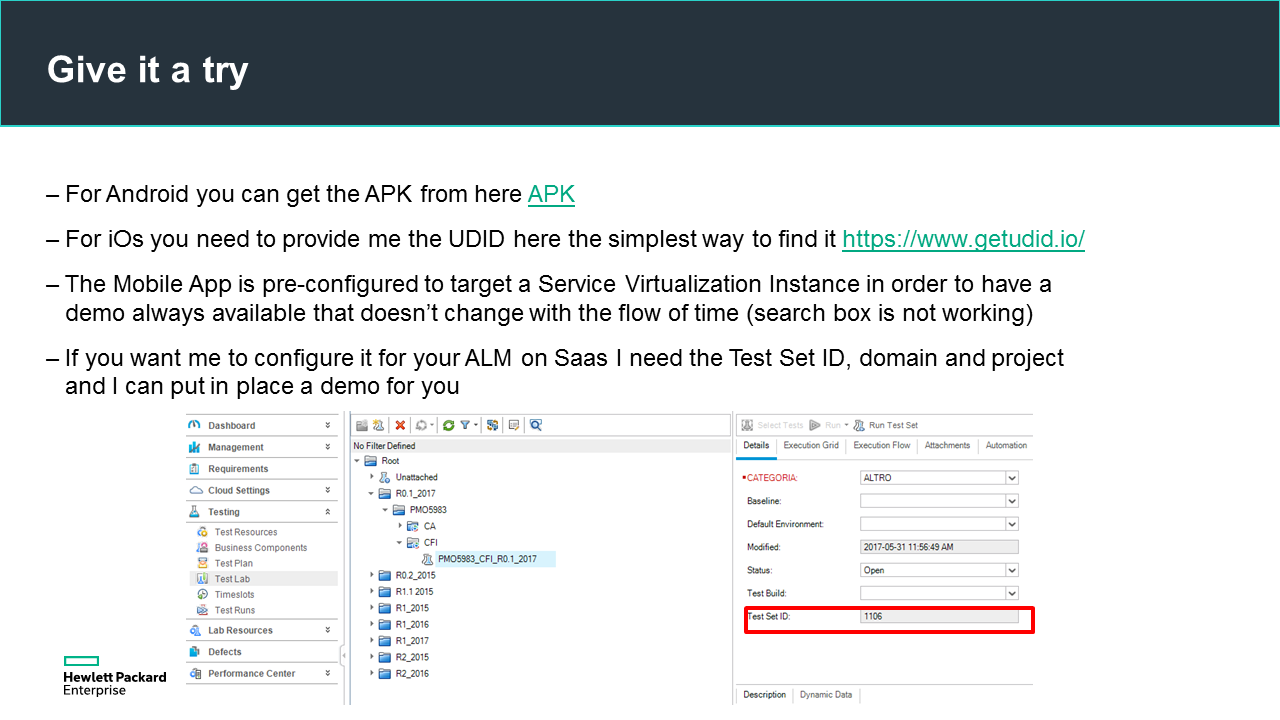 Give it a try
– For Android you can get the APK from here APK
– For iOs you need to provide me the UDID here the simplest way to find it https://www.getudid.io/
– The Mobile App is pre-configured to target a Service Virtualization Instance in order to have a
demo always available that doesn’t change with the flow of time (search box is not working)
– If you want me to configure it for your ALM on Saas I need the Test Set ID, domain and project
and I can put in place a demo for you
Dashboard
Management
Requirements
Cloud Settings
Testing
Test Resources
Business Components
Test Plan
Test Lab
Timeslots
Test Runs
Lab Resources
Defects
Performance Center
No Filter Defined
Root
Unattached
R0.1_2017
PMO5983
CA
CFI
PMO5983_CFI_R0.1_2017
R0.2_2015
R1.1 2015
R1_2015
R1_2016
R1_2017
R2_2015
R2_2016
Select Tests Run Run Test Set
Details Execution Grid Execution Flow Attachments Automation
•CATEGORIA: ALTRO
Baseline:
Default Environment:
Modified: 2017-05-31 11:56:49 AM
Status: Open
Test Build:
Test Set ID: 1106
Description Dynamic Data
Hewlett Packard
Enterprise